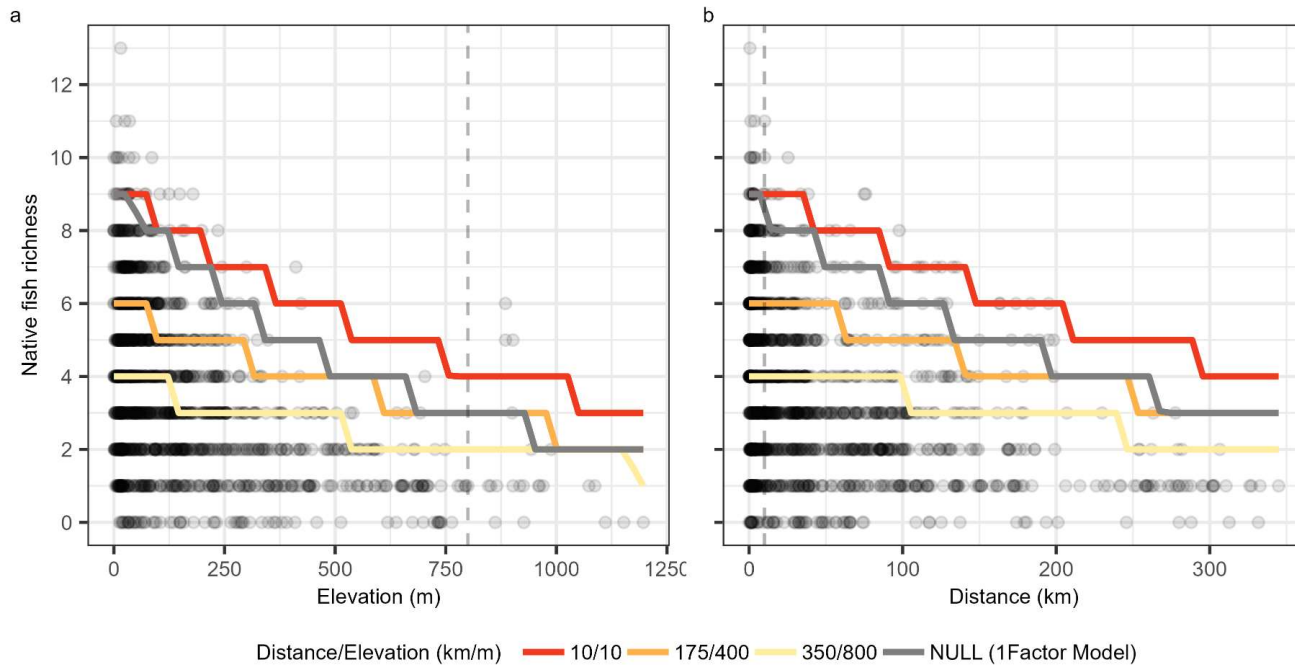 a
b
Native fish richness
12
10
8
6
4
2
0
0 250 500 750 1000 1250
0 100 200 300
Elevation (m)
Distance (km)
Distance/Elevation (km/m) 10/10 175/400 350/800 NULL (1Factor Model)